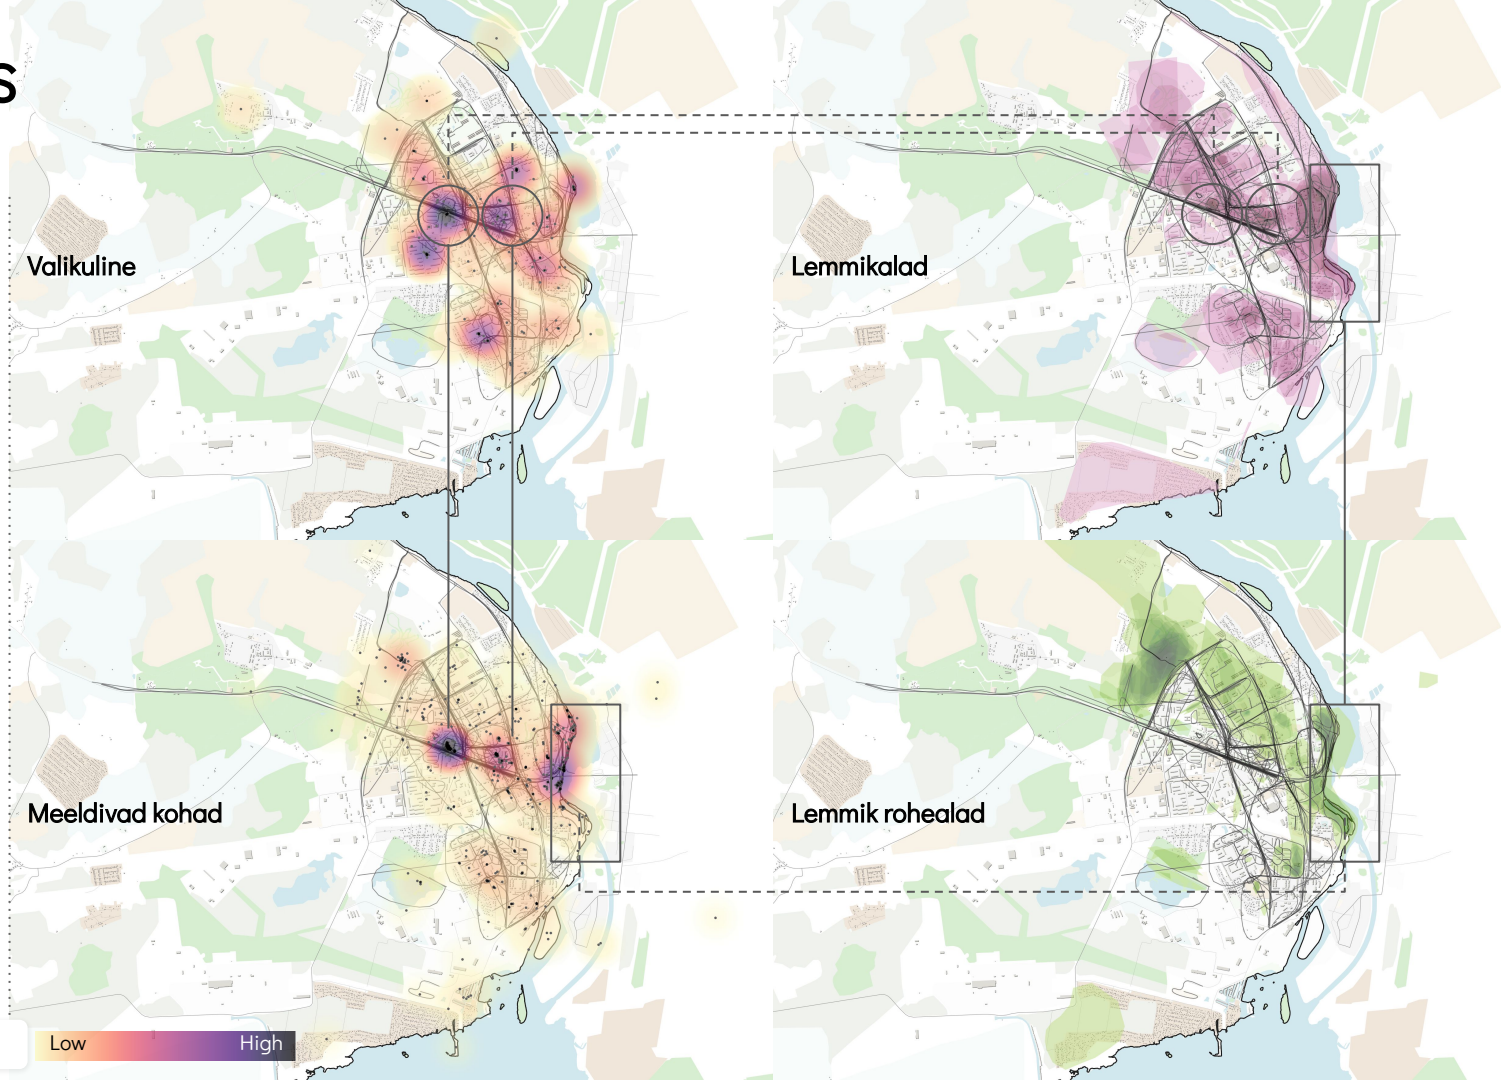 s
Valikuline
Lemmikalad
Meeldivad kohad
Lemmik rohealad
Low High